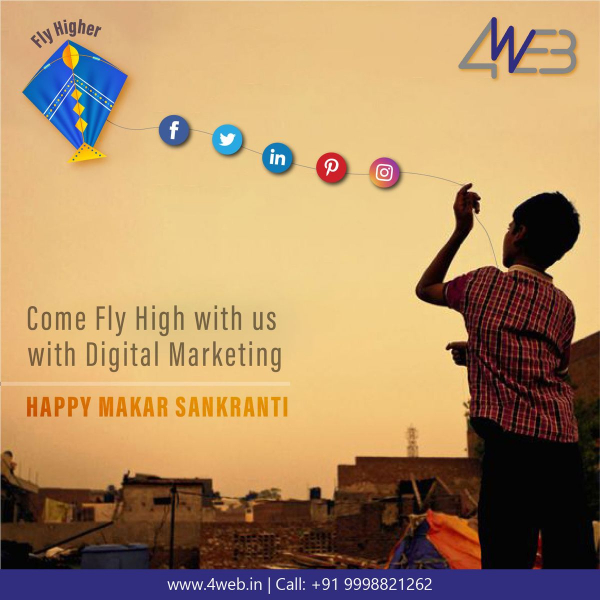 Fly Higher
4WEB
Come Fly High with us
with Digital Marketing
HAPPY MAKAR SANKRANTI
www.4web.in | Call: +91 9998821262